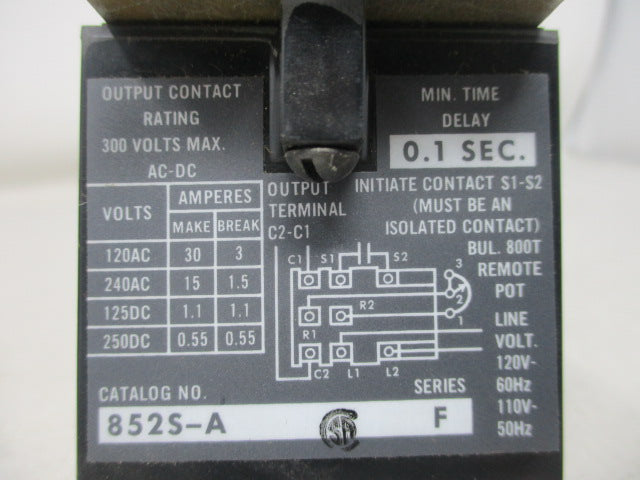 OUTPUT CONTACT
RATING
300 VOLTS MAX.
AC-DC
MIN. TIME
DELAY
0.1 SEC.
VOLTS
AMPERES
MAKE BREAK
120AC 30 3
240AC 15 1.5
125DC 1.1 1.1
250DC 0.55 0.55
OUTPUT
TERMINAL
C2-C1
INITIATE CONTACT S1-S2
(MUST BE AN
ISOLATED CONTACT)
BUL. 800T
REMOTE
POT
C1 S1 S2
3
2
1
R2
R1
C2 L1 L2
LINE
VOLT.
120V-
60Hz
110V-
50Hz
CATALOG NO.
852S-A
SERIES
F
SA